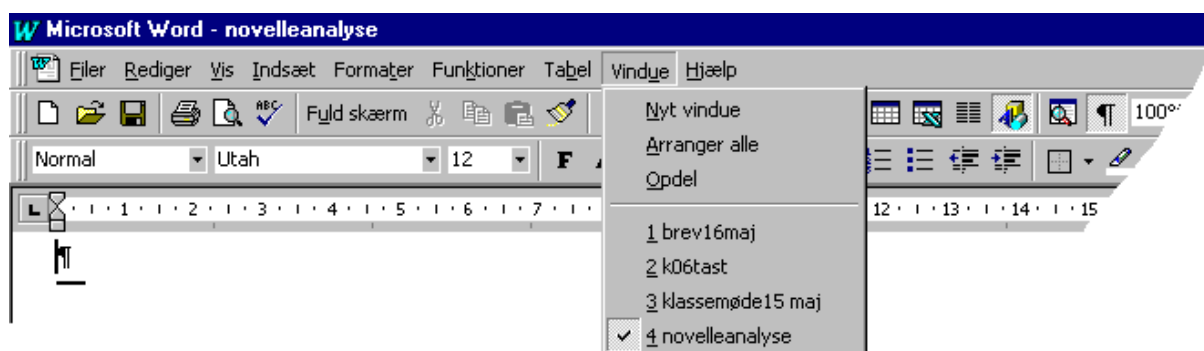 Microsoft Word - novelleanalyse
Filer Rediger Vis Indsæt Formater Funktioner Tabel Vindue Hjælp
ABC Fuld skærm 100%
Normal Utah 12 F
1 2 3 4 5 6 7 12 13 14 15
¶
Nyt vindue
Arranger alle
Opdel
1 brev16maj
2 k06tast
3 klassemøde15 maj
4 novelleanalyse